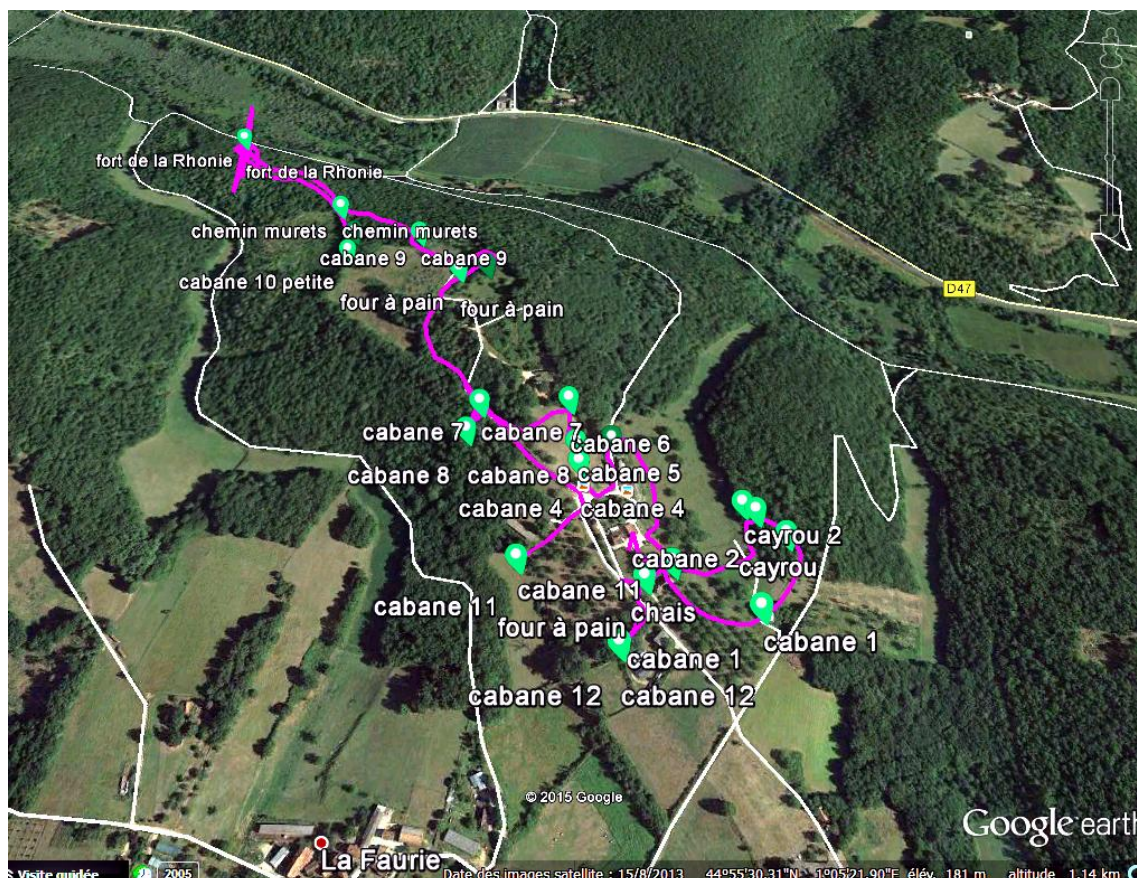 fort de la Rhonie
fort de la Rhonie
chemin murets chemin murets
cabane 9 cabane 9
cabane 10 petite
D47
four à pain four à pain
cabane 7 cabane 7
cabane 6
cabane 8 cabane 8 cabane 5
cabane 4 cabane 4
cayrou 2
cabane 2 cayrou
cabane 11
cabane 11
chais
four à pain
cabane 1
cabane 1
cabane 12 cabane 12
© 2015 Google
Google earth
La Faurie
Visite guidée 2005 Date des images satellite : 15/8/2013 44°55'30.31"N 1°05'21.90"E élév. 181 m altitude 1.14 km